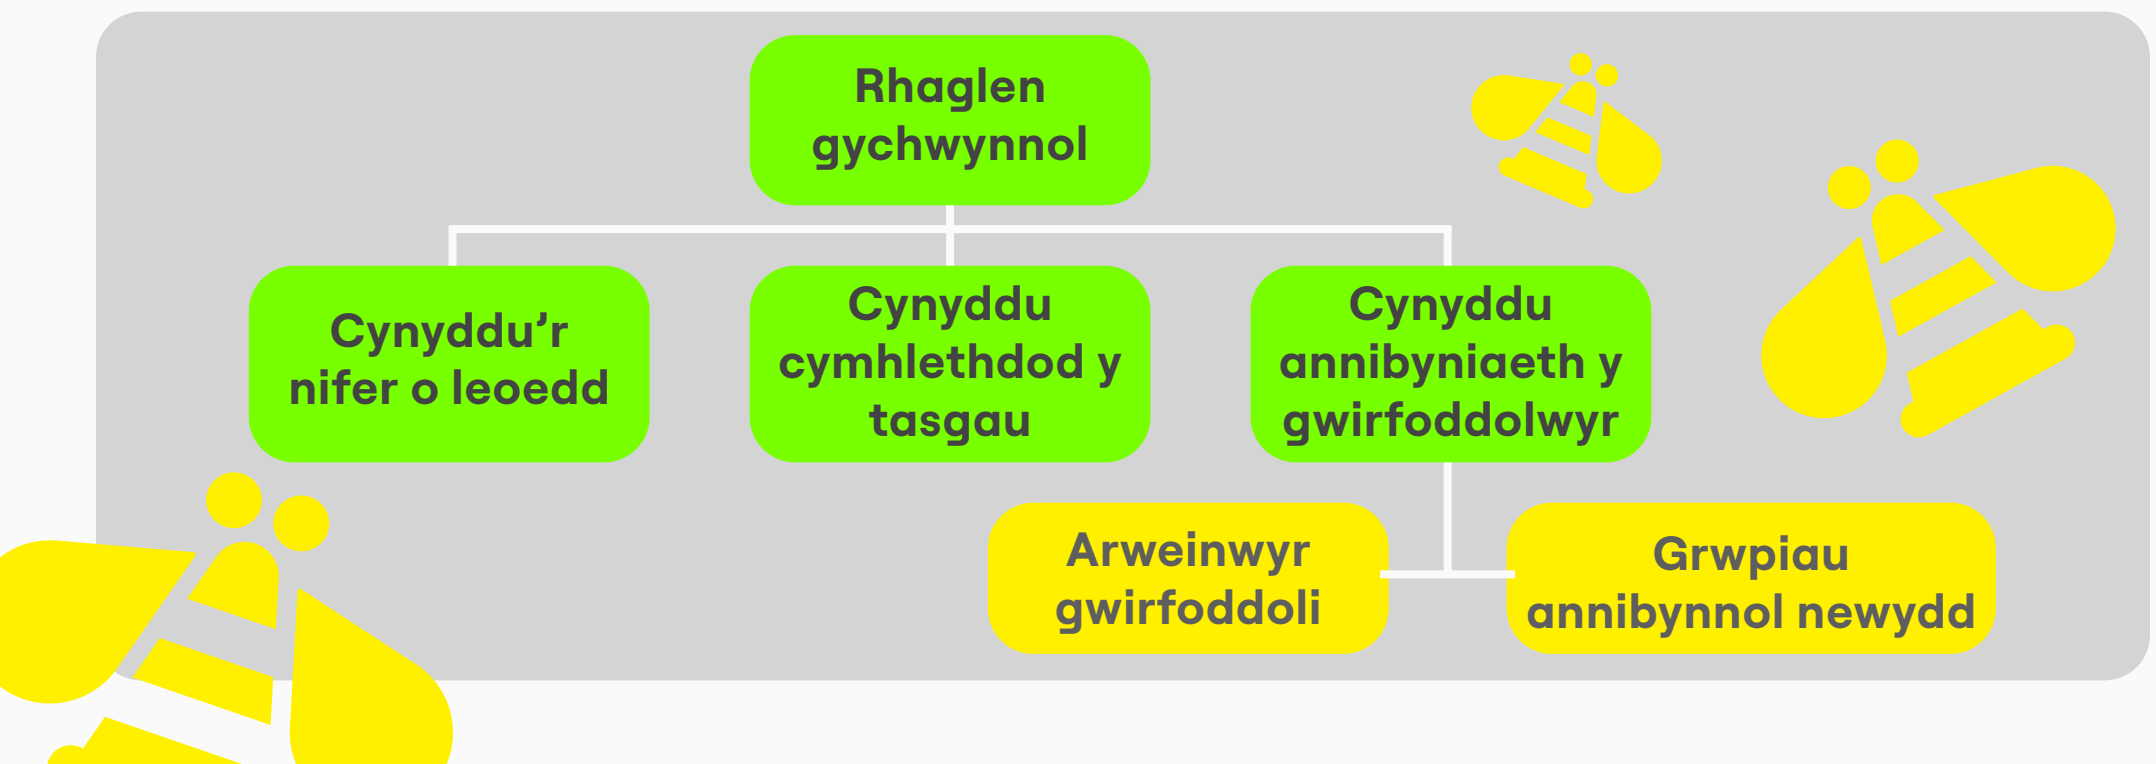 Rhaglen
gychwynnol
Cynyddu’r
nifer o leoedd
Cynyddu
cymhlethdod y
tasgau
Cynyddu
annibyniaeth y
gwirfoddolwyr
Arweinwyr
gwirfoddoli
Grwpiau
annibynnol newydd